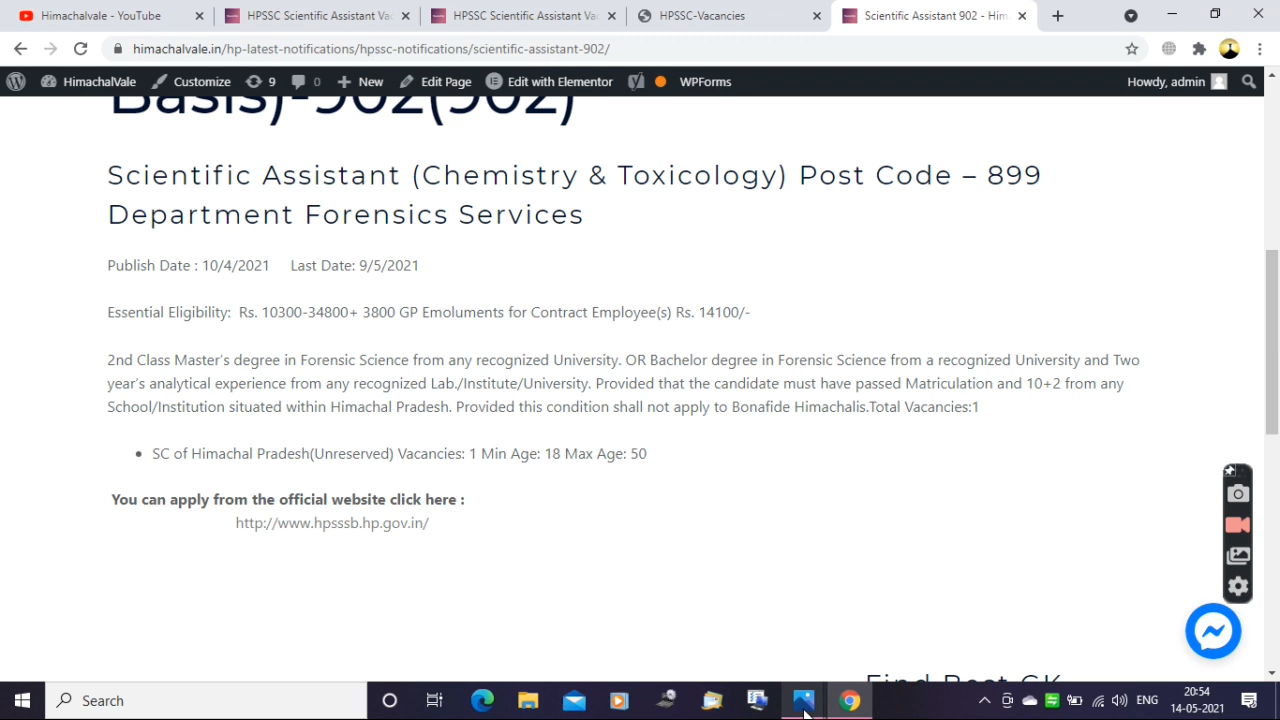 Himachalvale - YouTube
HPSSC Scientific Assistant Va
HPSSC Scientific Assistant Va
HPSSC-Vacancies
Scientific Assistant 902 - Him
himachalvale.in/hp-latest-notifications/hpssc-notifications/scientific-assistant-902/
HimachalVale
Customize
9
0
New
Edit Page
Edit with Elementor
WPForms
Howdy, admin
Basis)-902(902)
Scientific Assistant (Chemistry & Toxicology) Post Code – 899
Department Forensics Services
Publish Date : 10/4/2021 Last Date: 9/5/2021
Essential Eligibility: Rs. 10300-34800+ 3800 GP Emoluments for Contract Employee(s) Rs. 14100/-
2nd Class Master's degree in Forensic Science from any recognized University. OR Bachelor degree in Forensic Science from a recognized University and Two
year's analytical experience from any recognized Lab./Institute/University. Provided that the candidate must have passed Matriculation and 10+2 from any
School/Institution situated within Himachal Pradesh. Provided this condition shall not apply to Bonafide Himachalis.Total Vacancies:1
SC of Himachal Pradesh(Unreserved) Vacancies: 1 Min Age: 18 Max Age: 50
You can apply from the official website click here :
http://www.hpsssb.hp.gov.in/
Find Best GK
Search
ENG
20:54
14-05-2021